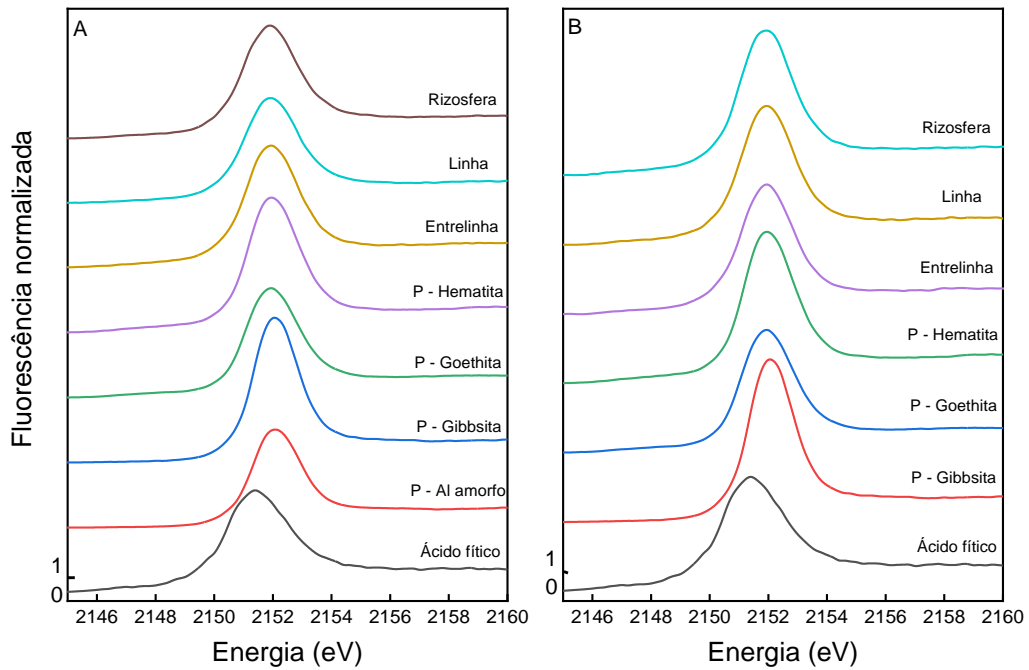 A
Rizosfera
Linha
Entrelinha
P - Hematita
P - Goethita
P - Gibbsita
P - Al amorfo
Ácido fítico
Fluorescência normalizada
1
0
2146 2148 2150 2152 2154 2156 2158 2160
Energia (eV)
B
Rizosfera
Linha
Entrelinha
P - Hematita
P - Goethita
P - Gibbsita
Ácido fítico
1
0
2146 2148 2150 2152 2154 2156 2158 2160
Energia (eV)